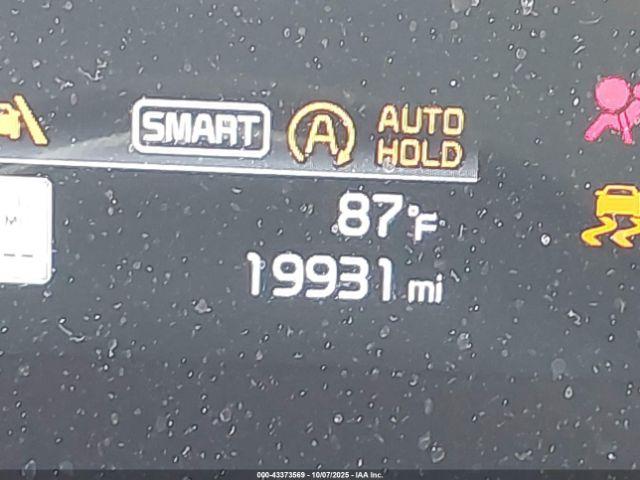 SMART A AUTO
HOLD
M
87°F
19931 mi
000-43373569 - 10/07/2025 - IAA Inc.